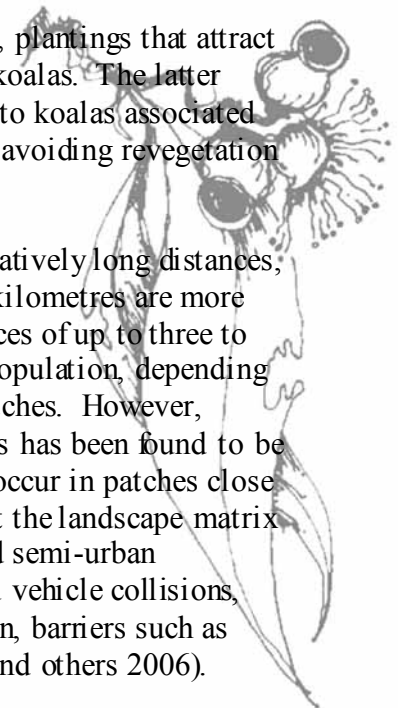 , plantings that attract
koalas. The latter
to koalas associated
avoiding revegetation
atively long distances,
kilometres are more
ces of up to three to
opulation, depending
ches. However,
s has been found to be
occur in patches close
t the landscape matrix
d semi-urban
vehicle collisions,
n, barriers such as
nd others 2006).